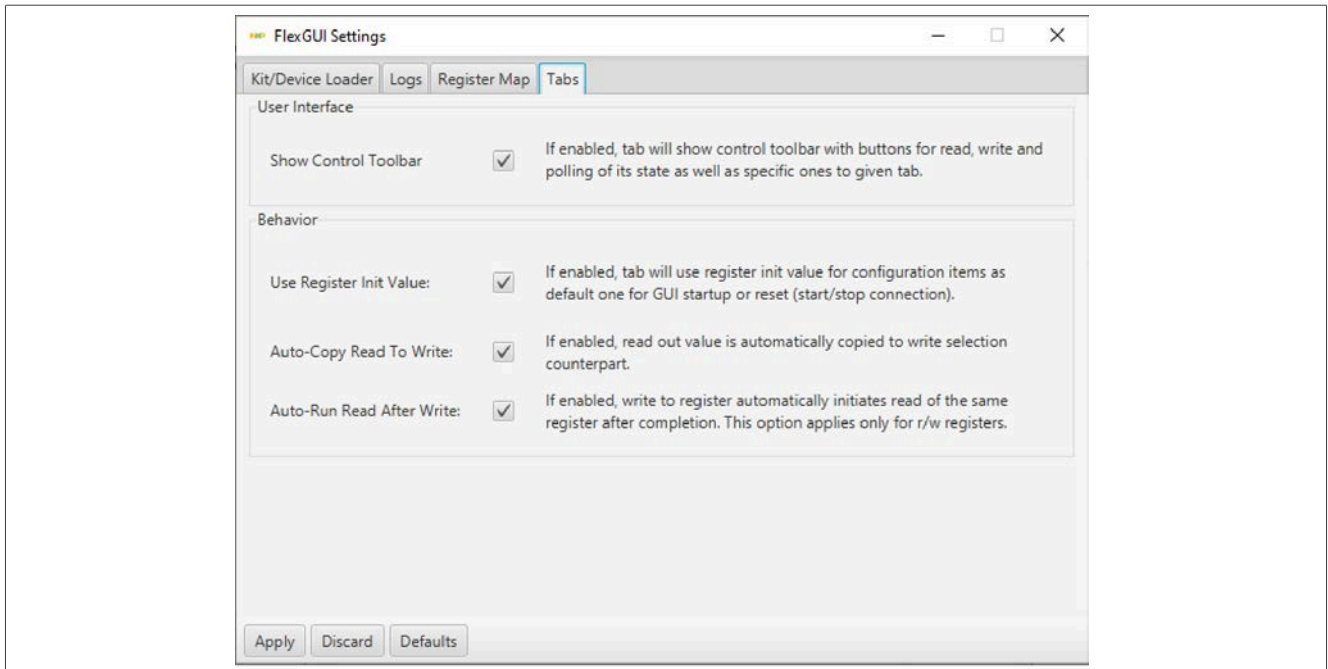 FlexGUI Settings
Kit/Device Loader Logs Register Map Tabs
User Interface
Show Control Toolbar
If enabled, tab will show control toolbar with buttons for read, write and
polling of its state as well as specific ones to given tab.
Behavior
Use Register Init Value:
If enabled, tab will use register init value for configuration items as
default one for GUI startup or reset (start/stop connection).
Auto-Copy Read To Write:
If enabled, read out value is automatically copied to write selection
counterpart.
Auto-Run Read After Write:
If enabled, write to register automatically initiates read of the same
register after completion. This option applies only for r/w registers.
Apply Discard Defaults